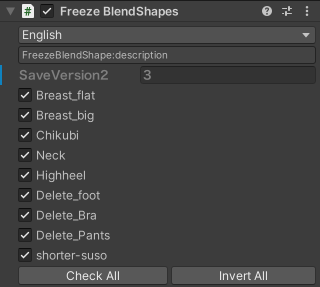 Freeze BlendShapes
English
FreezeBlendShape:description
SaveVersion2 3
Breast_flat
Breast_big
Chikubi
Neck
Highheel
Delete_foot
Delete_Bra
Delete_Pants
shorter-suso
Check All Invert All